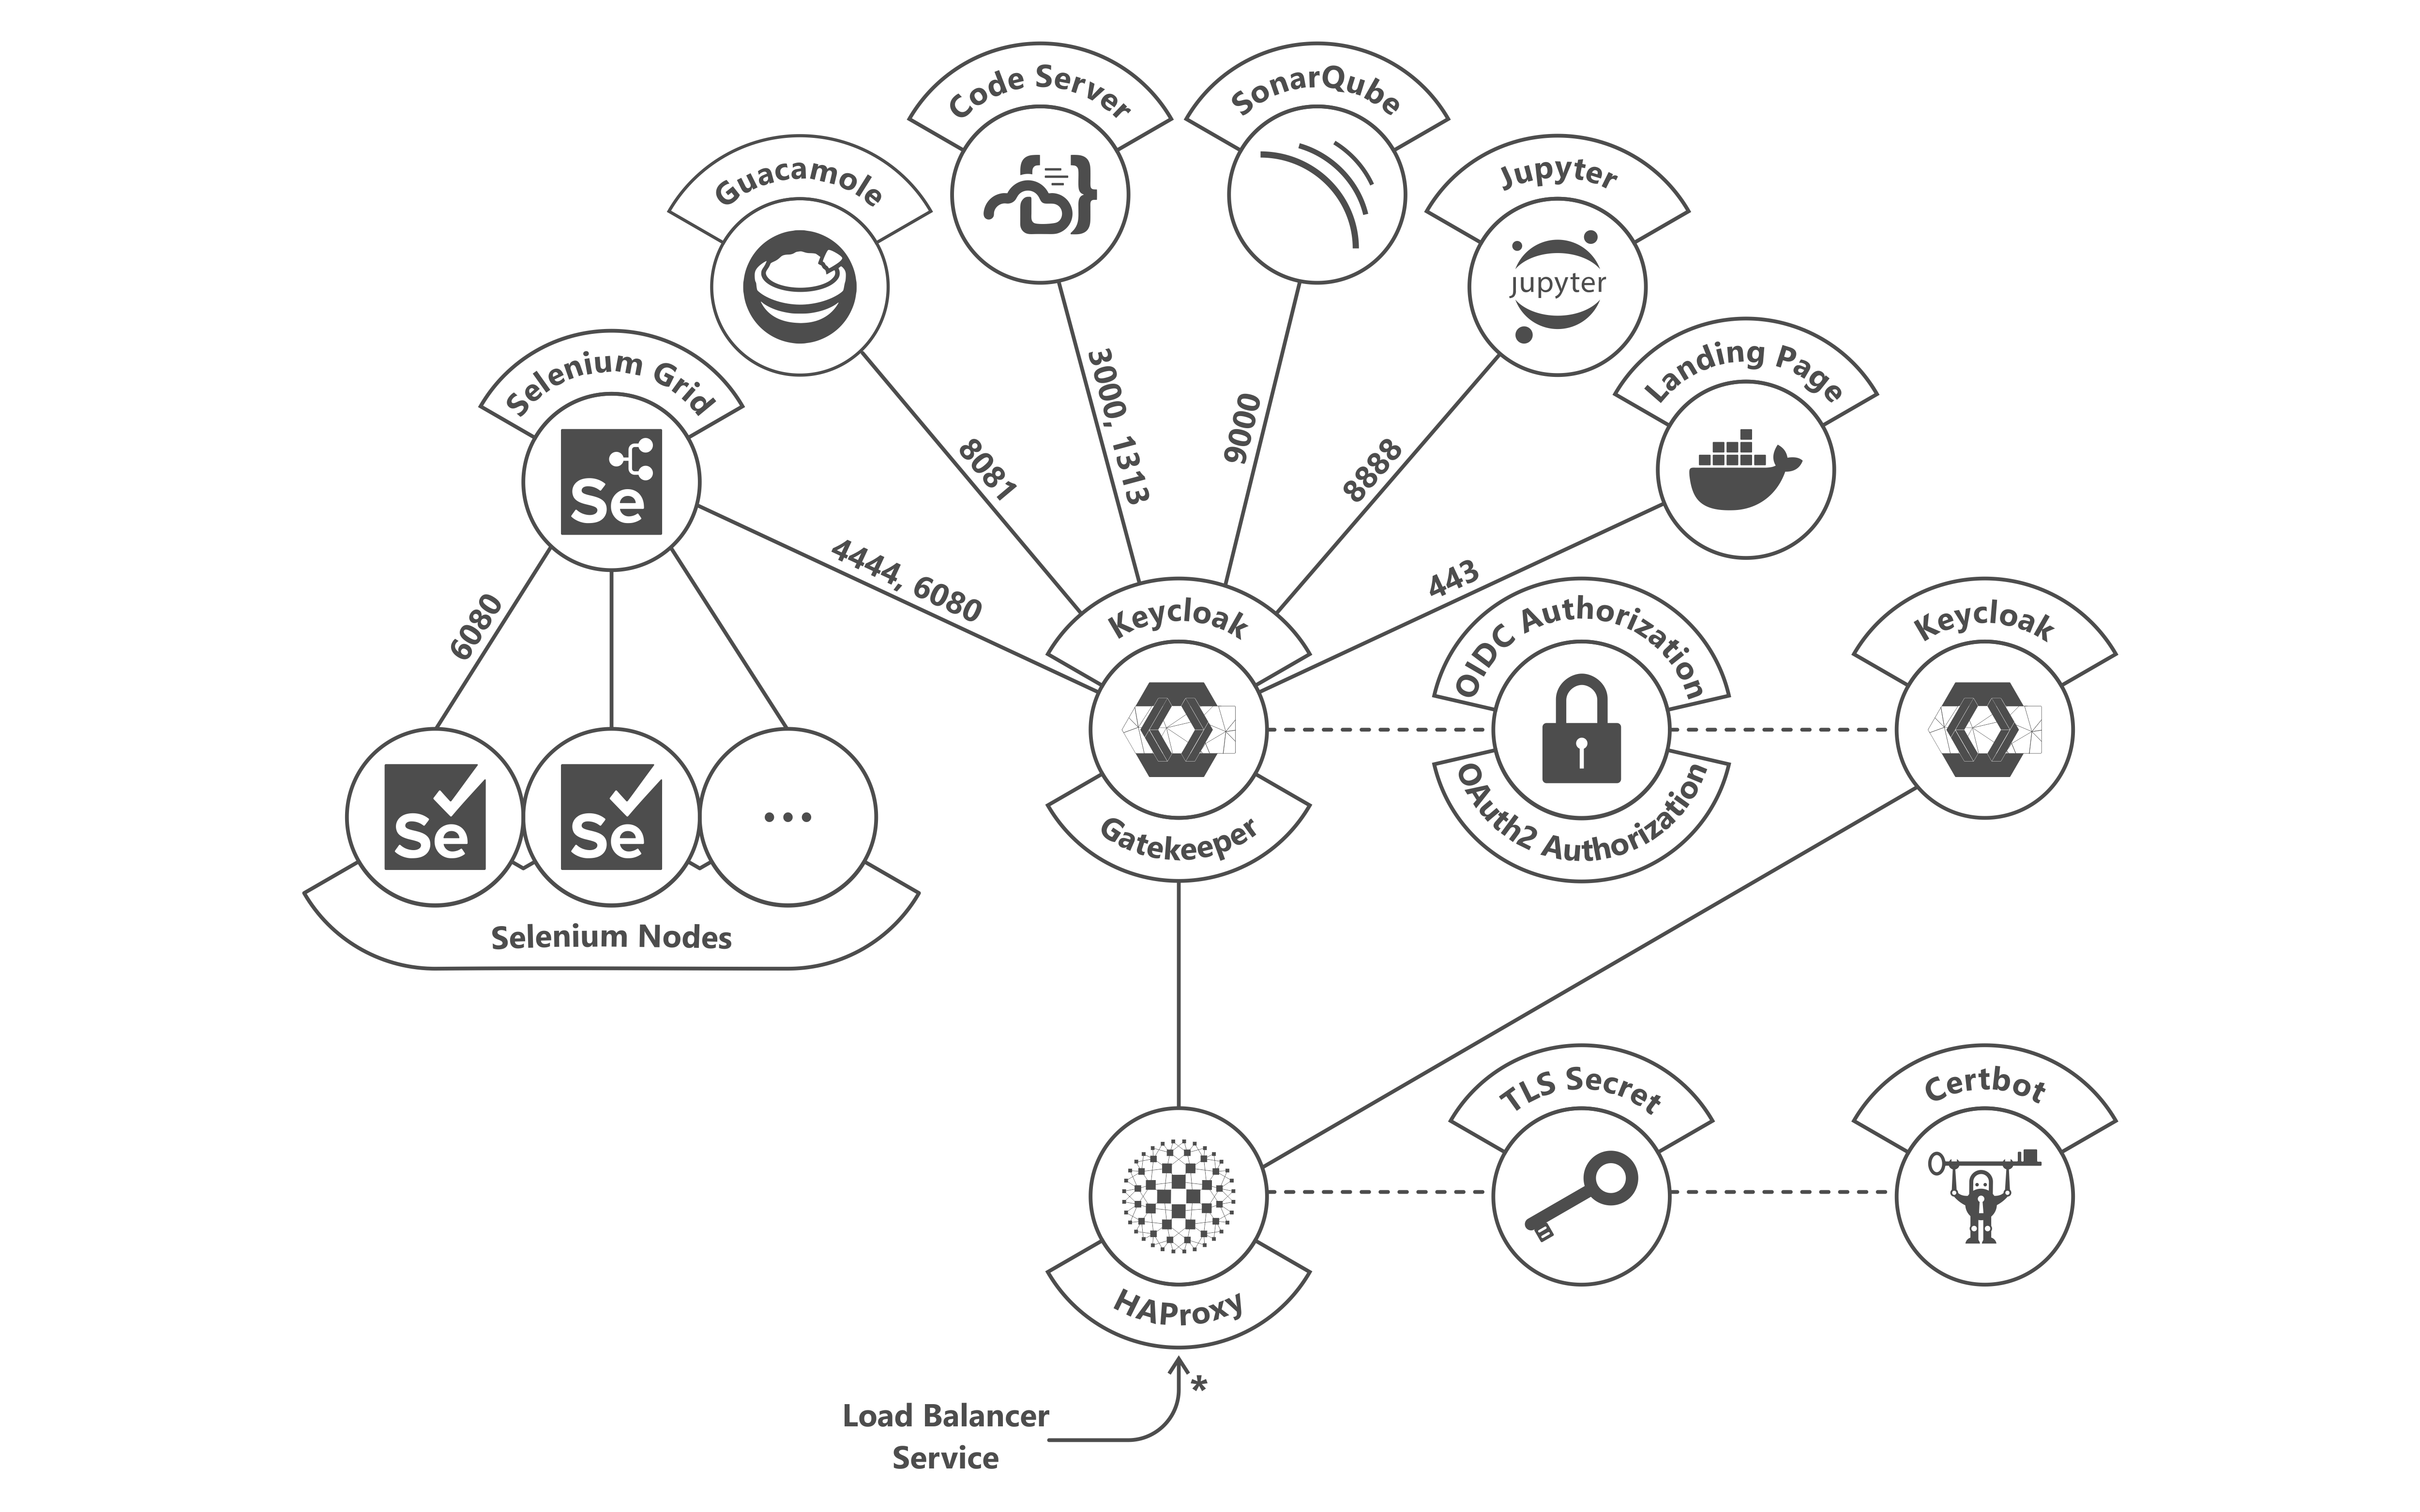 Code Server
SonarQube
Guacamole
Jupyter
jupyter
Selenium Grid
Landing Page
Se
3000, 1313
9000
8081
8888
4444, 6080
443
6080
Keycloak
Gatekeeper
OIDC Authorization
OAuth2 Authorization
Keycloak
Se
Se
...
Selenium Nodes
TLS Secret
Certbot
HAProxy
*
Load Balancer
Service